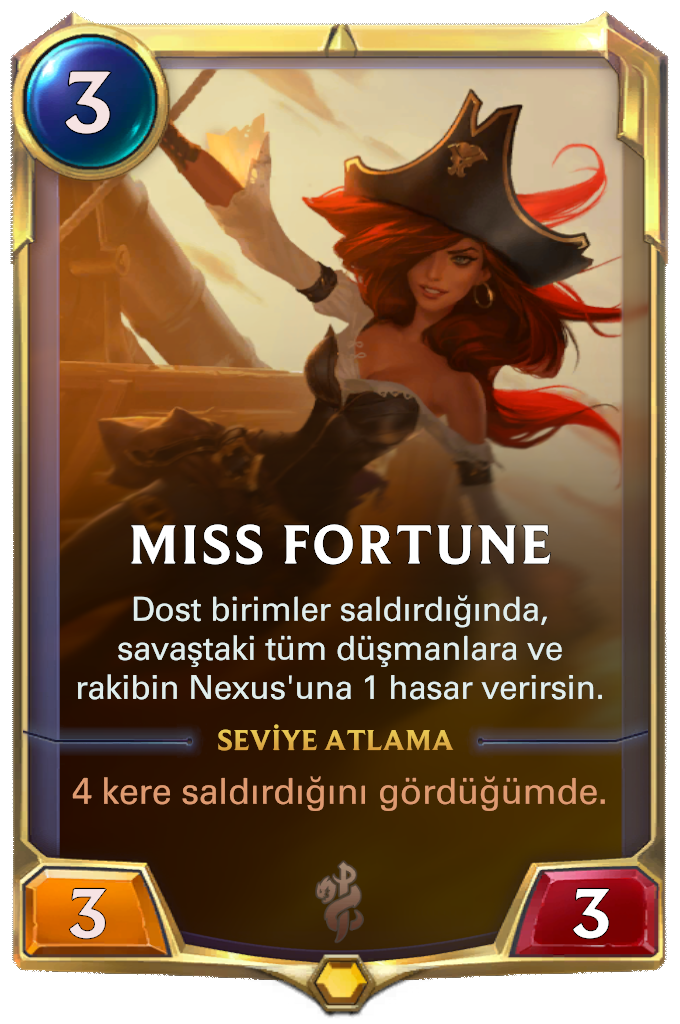 3
MISS FORTUNE
Dost birimler saldırdığında,
savaştaki tüm düşmanlara ve
rakibin Nexus'una 1 hasar verirsin.
SEVİYE ATLAMA
4 kere saldırdığını gördüğümde.
3
3